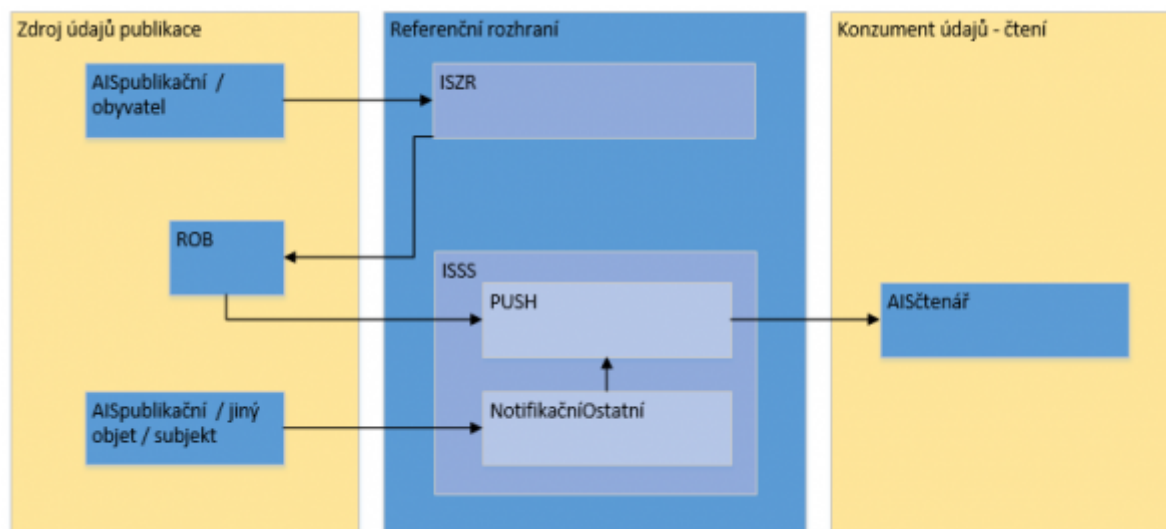 Zdroj údajů publikace
AISpublikační / 
obyvatel
ROB
AISpublikační / jiný
objet / subjekt
Referenční rozhraní
ISZR
ISSS
PUSH
NotifikačníOstatní
Konzument údajů - čtení
AISčtenář